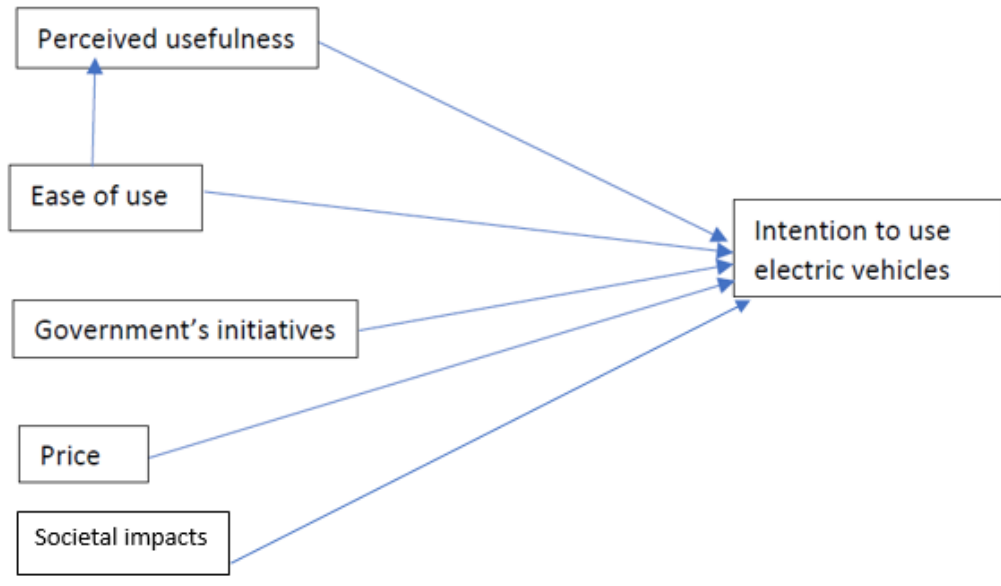 Perceived usefulness
Ease of use
Intention to use
electric vehicles
Government’s initiatives
Price
Societal impacts